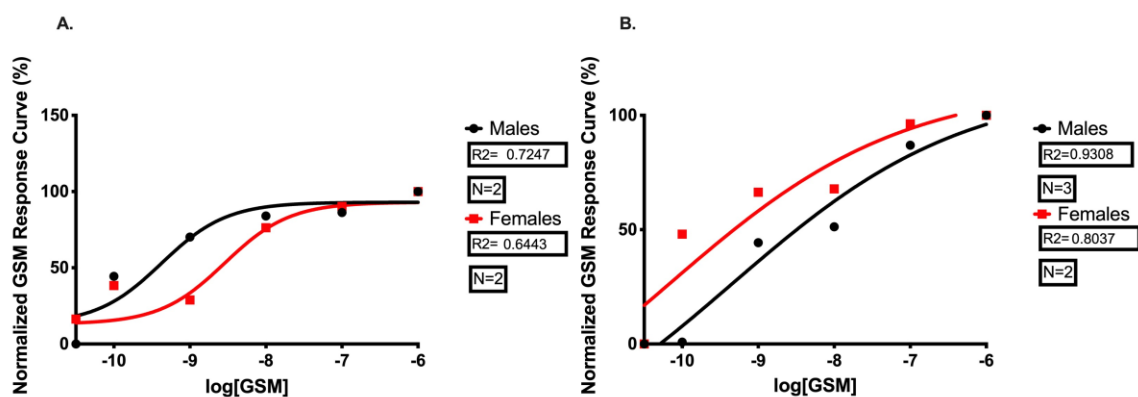 A.
Normalized GSM Response Curve (%)
150
100
50
0
-10
-9
-8
-7
-6
log[GSM]
Males
R2= 0.7247
N=2
Females
R2= 0.6443
N=2
B.
Normalized GSM Response Curve (%)
100
50
0
-10
-9
-8
-7
-6
log[GSM]
Males
R2=0.9308
N=3
Females
R2=0.8037
N=2